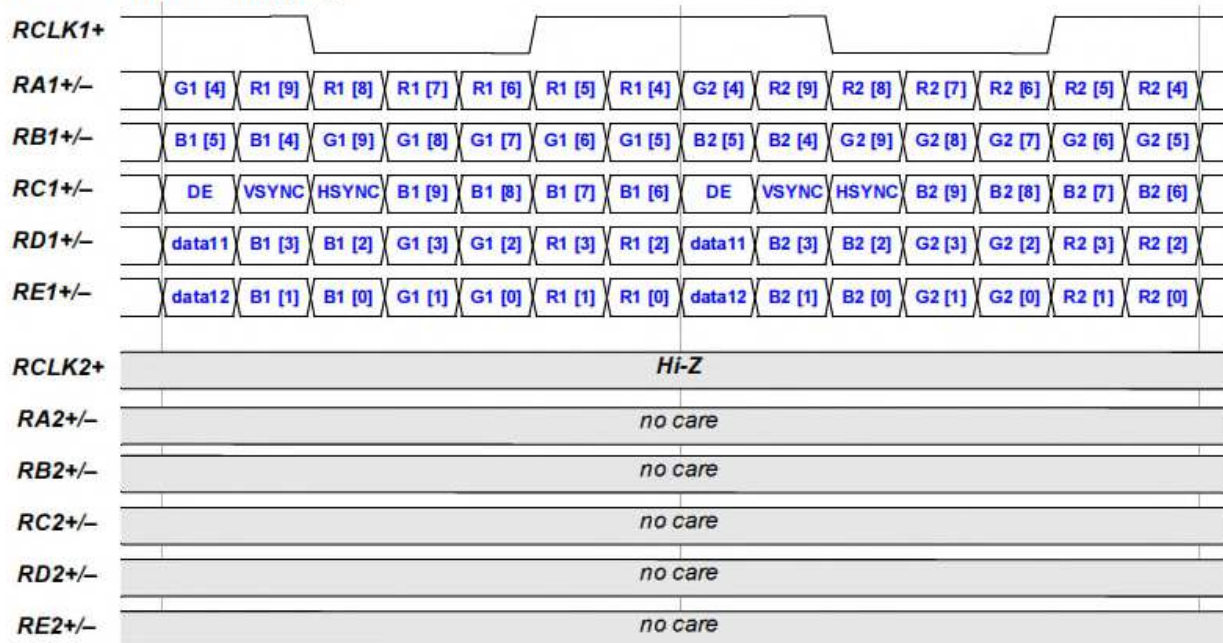 RCLK1+
RA1+/– G1 [4] R1 [9] R1 [8] R1 [7] R1 [6] R1 [5] R1 [4] G2 [4] R2 [9] R2 [8] R2 [7] R2 [6] R2 [5] R2 [4]
RB1+/– B1 [5] B1 [4] G1 [9] G1 [8] G1 [7] G1 [6] G1 [5] B2 [5] B2 [4] G2 [9] G2 [8] G2 [7] G2 [6] G2 [5]
RC1+/– DE VSYNC HSYNC B1 [9] B1 [8] B1 [7] B1 [6] DE VSYNC HSYNC B2 [9] B2 [8] B2 [7] B2 [6]
RD1+/– data11 B1 [3] B1 [2] G1 [3] G1 [2] R1 [3] R1 [2] data11 B2 [3] B2 [2] G2 [3] G2 [2] R2 [3] R2 [2]
RE1+/– data12 B1 [1] B1 [0] G1 [1] G1 [0] R1 [1] R1 [0] data12 B2 [1] B2 [0] G2 [1] G2 [0] R2 [1] R2 [0]
RCLK2+ Hi-Z
RA2+/– no care
RB2+/– no care
RC2+/– no care
RD2+/– no care
RE2+/– no care